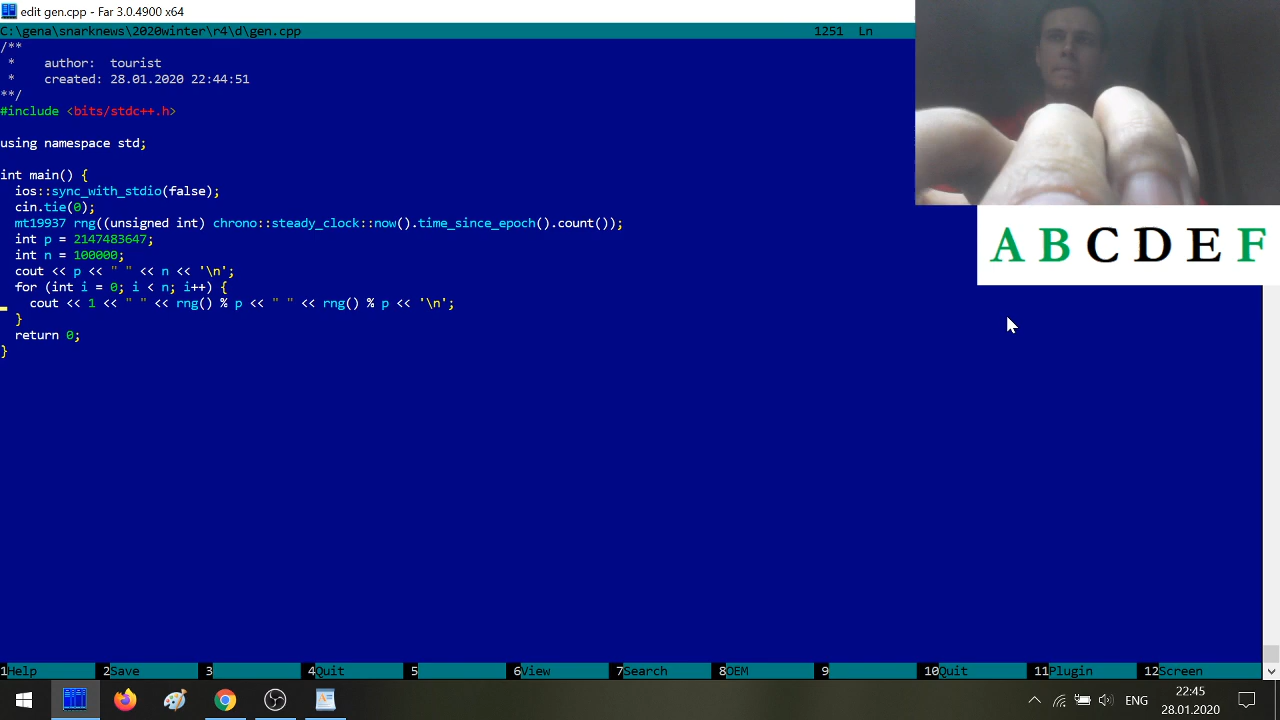 edit gen.cpp - Far 3.0.4900 x64
C:\gena\snarknews\2020winter\r4\d\gen.cpp 1251 Ln
/**
 *    author:  tourist
 *    created: 28.01.2020 22:44:51
**/
#include <bits/stdc++.h>

using namespace std;

int main() {
  ios::sync_with_stdio(false);
  cin.tie(0);
  mt19937 rng((unsigned int) chrono::steady_clock::now().time_since_epoch().count());
  int p = 2147483647;
  int n = 100000;
  cout << p << " " << n << '\n';
  for (int i = 0; i < n; i++) {
    cout << 1 << " " << rng() % p << " " << rng() % p << '\n';
  }
  return 0;
}
A B C D E F
1Help 2Save 3 4Quit 5 6View 7Search 8OEM 9 10Quit 11Plugin 12Screen
ENG
22:45
28.01.2020